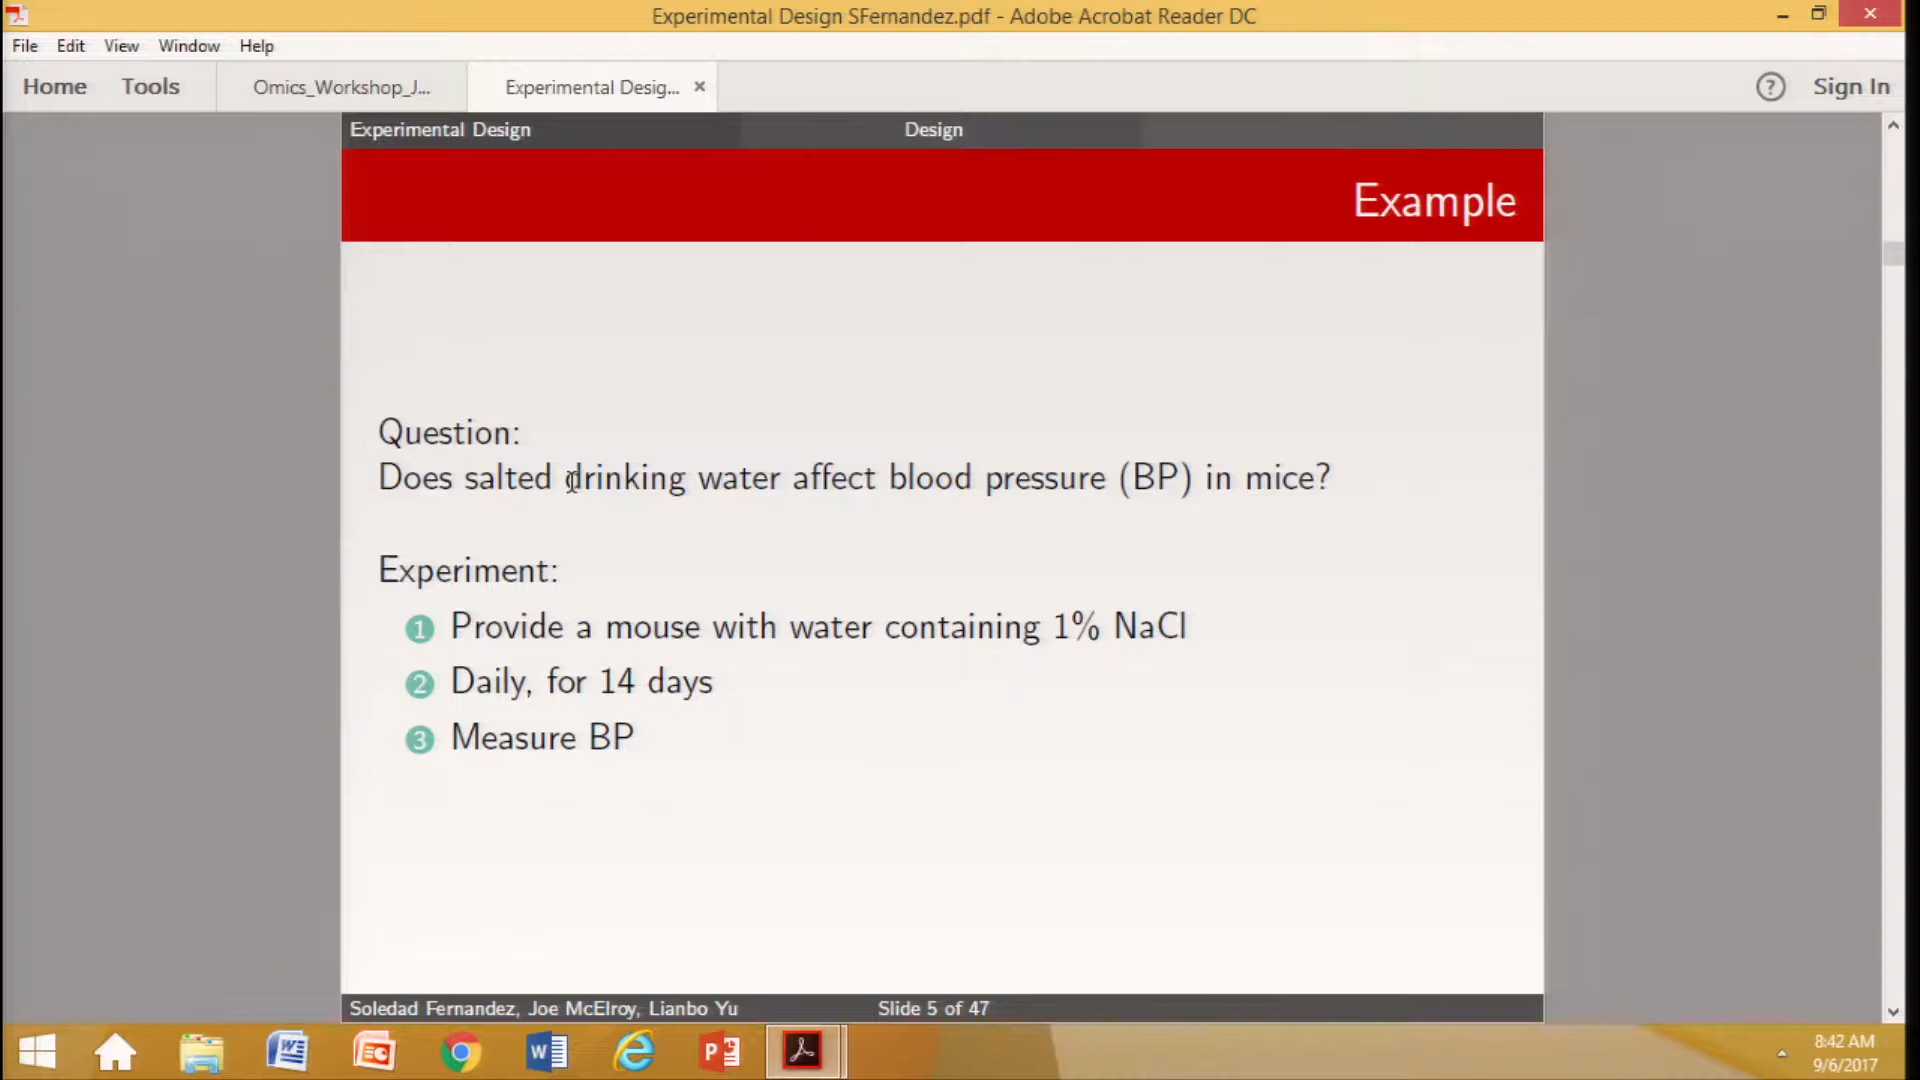 Experimental Design SFernandez.pdf - Adobe Acrobat Reader DC
File Edit View Window Help
Home Tools Omics_Workshop_J... Experimental Desig... × ? Sign In
Experimental Design Design
Example
Question:
Does salted drinking water affect blood pressure (BP) in mice?
Experiment:
1 Provide a mouse with water containing 1% NaCl
2 Daily, for 14 days
3 Measure BP
Soledad Fernandez, Joe McElroy, Lianbo Yu Slide 5 of 47
8:42 AM
9/6/2017